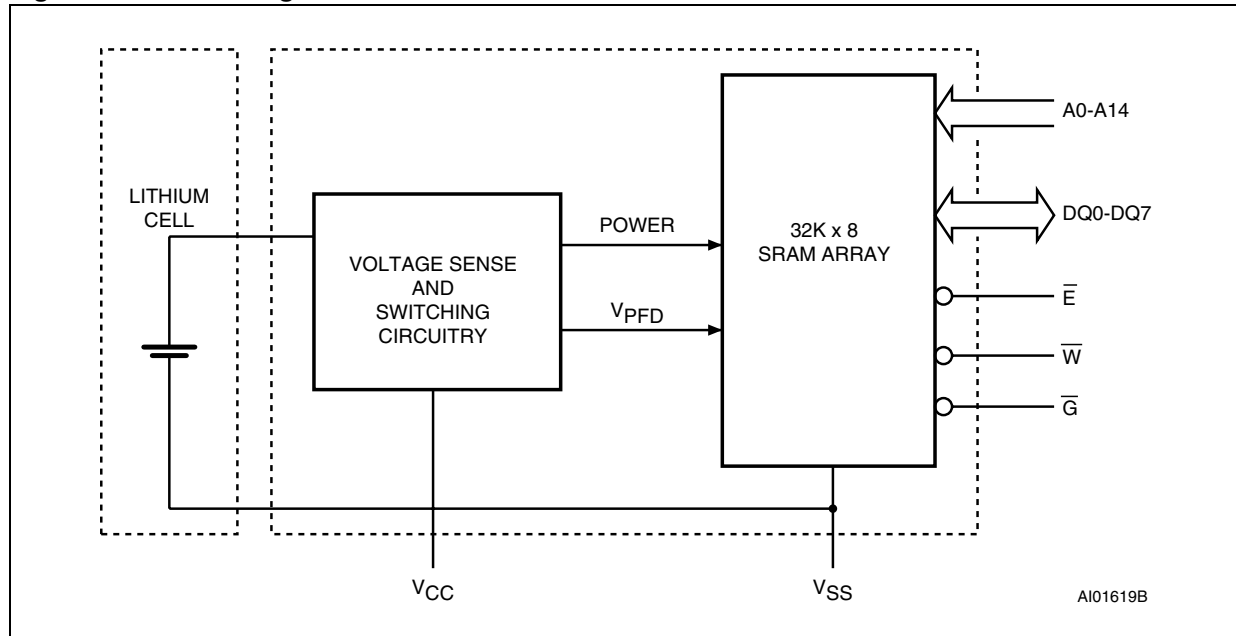 LITHIUM
CELL
VOLTAGE SENSE
AND
SWITCHING
CIRCUITRY
POWER
VPFD
32K x 8
SRAM ARRAY
A0-A14
DQ0-DQ7
E̅
W̅
G̅
VCC
VSS
AI01619B